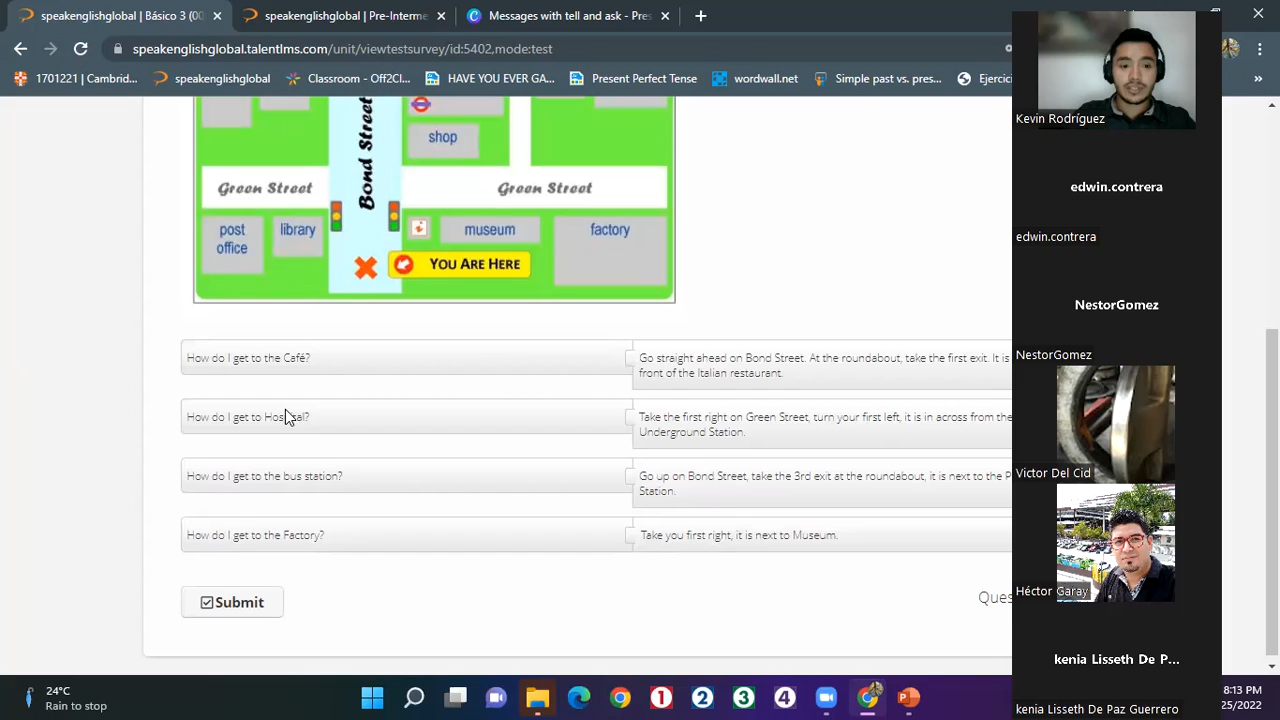 speakenglishglobal | Básico 3 (00
speakenglishglobal | Pre-Interme
Messages with tell and ask - Pres
speakenglishglobal.talentlms.com/unit/viewtestsurvey/id:5402,mode:test
1701221 | Cambrid...
speakenglishglobal
Classroom - Off2Cl...
HAVE YOU EVER GA...
Present Perfect Tense
wordwall.net
Simple past vs. pres...
Ejercici
Kevin Rodríguez
Bond Street
shop
Green Street
Green Street
post
office
library
museum
factory
YOU ARE HERE
edwin.contrera
edwin.contrera
NestorGomez
NestorGomez
How do I get to the Café?
Go straight ahead on Bond Street. At the roundabout, take the first exit. It is
front of the Italian restaurant.
How do I get to
Take the first right on Green Street, turn your first left, it is in across from the
Underground Station.
How do I get to the bus station?
Go up on Bond Street, take the 3rd exit at the roundabout, it is next to the P
Station.
How do I get to the Factory?
Take you first right, it is next to Museum.
Submit
Ques
Victor Del Cid
Héctor Garay
kenia Lisseth De P...
kenia Lisseth De Paz Guerrero
24°C
Rain to stop
1
2
3
4
8:13 PM
25/2022